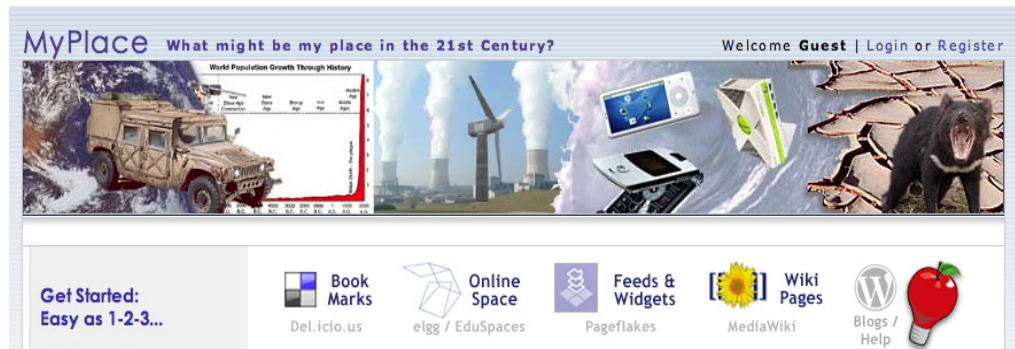 MyPlace What might be my place in the 21st Century?
Welcome Guest | Login or Register
World Population Growth Through History
Get Started:
Easy as 1-2-3...
Book
Marks
Del.icio.us
Online
Space
elgg / EduSpaces
Feeds &
Widgets
Pageflakes
Wiki
Pages
MediaWiki
Blogs /
Help